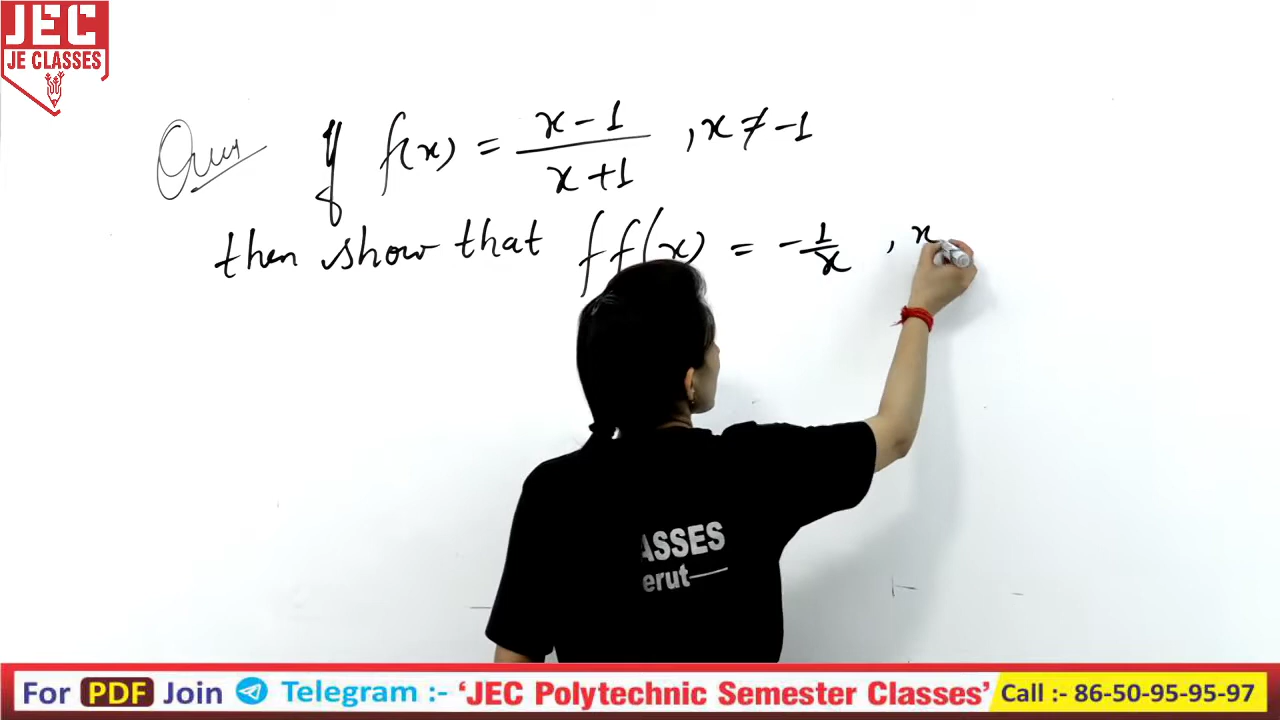 JEC
JE CLASSES
Ques If f(x) = x-1/x+1 , x ≠ -1
then show that ff(x) = -1/x , x
ASSES
erut
For PDF Join Telegram :- 'JEC Polytechnic Semester Classes' Call :- 86-50-95-95-97